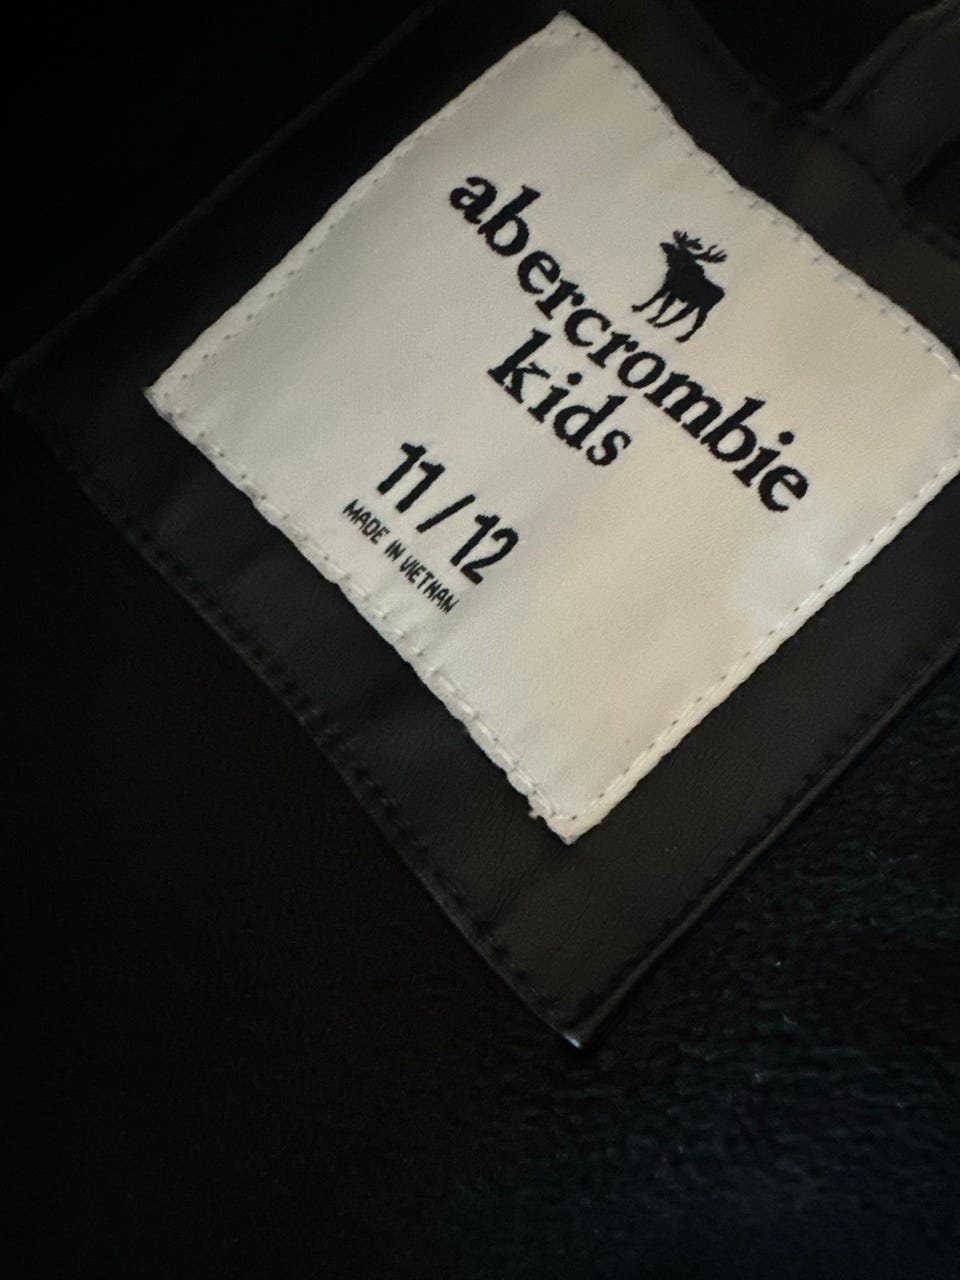 abercrombie
kids
11/12
MADE IN VIETNAM